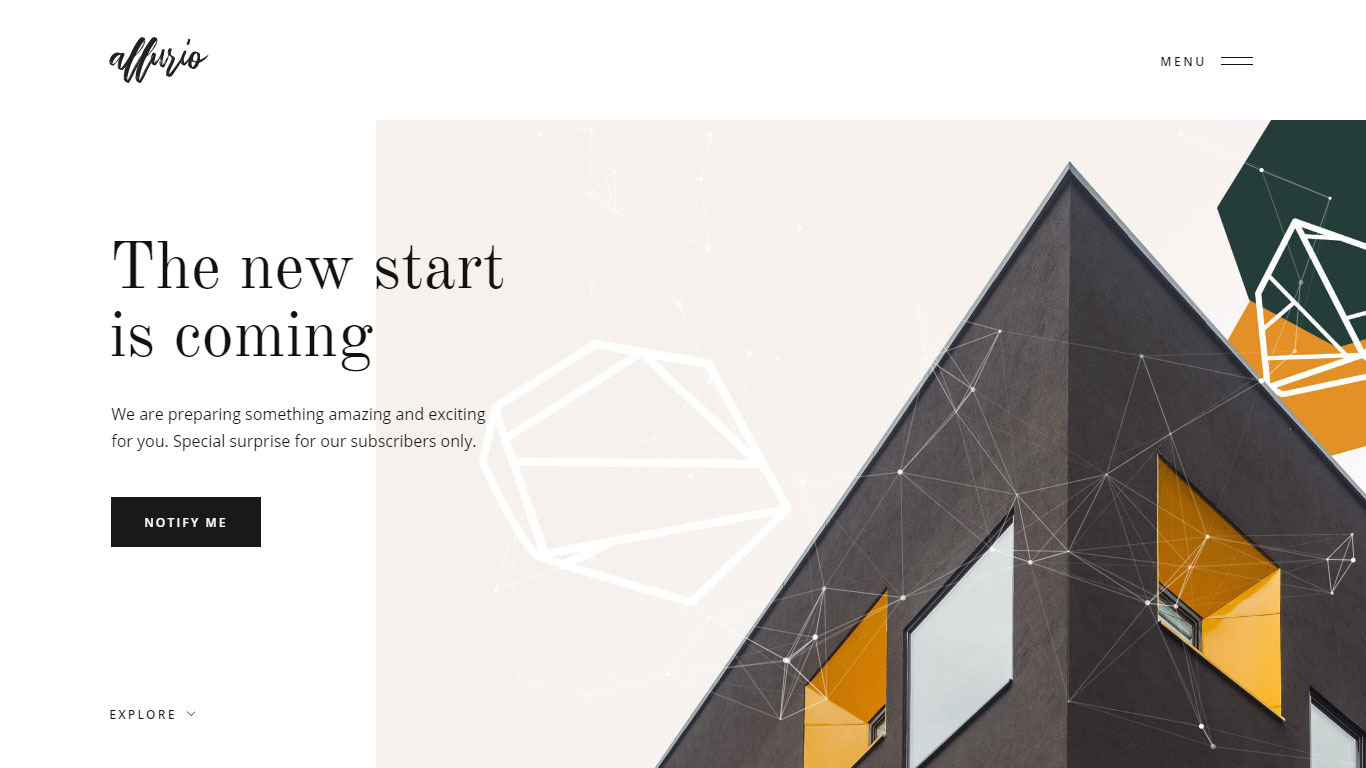 allurio
MENU
The new start
is coming
We are preparing something amazing and exciting
for you. Special surprise for our subscribers only.
NOTIFY ME
EXPLORE